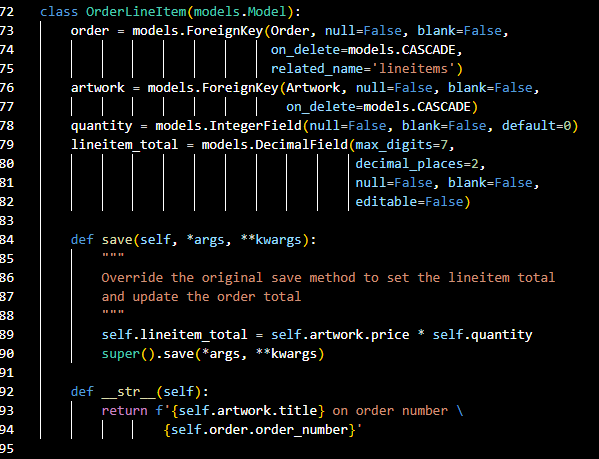 72 class OrderLineItem(models.Model):
73     order = models.ForeignKey(Order, null=False, blank=False,
74                               on_delete=models.CASCADE,
75                               related_name='lineitems')
76     artwork = models.ForeignKey(Artwork, null=False, blank=False,
77                                 on_delete=models.CASCADE)
78     quantity = models.IntegerField(null=False, blank=False, default=0)
79     lineitem_total = models.DecimalField(max_digits=7,
80                                          decimal_places=2,
81                                          null=False, blank=False,
82                                          editable=False)
83
84     def save(self, *args, **kwargs):
85         """
86         Override the original save method to set the lineitem total
87         and update the order total
88         """
89         self.lineitem_total = self.artwork.price * self.quantity
90         super().save(*args, **kwargs)
91
92     def __str__(self):
93         return f'{self.artwork.title} on order number \
94                 {self.order.order_number}'
95